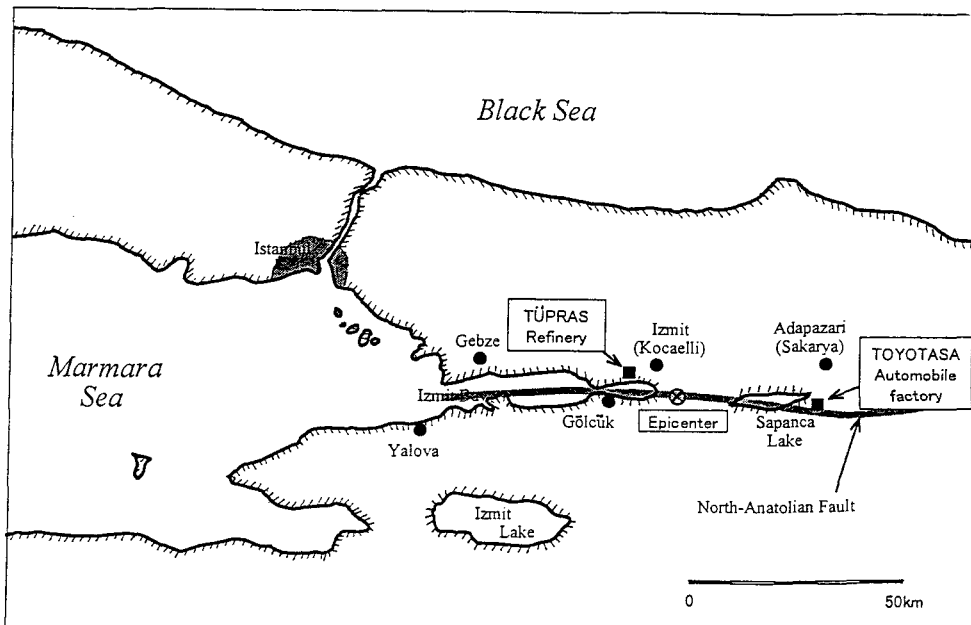 Black Sea
Istanbul
TÜPRAS
Refinery
Izmit
(Kocaelli)
Adapazari
(Sakarya)
Gebze
TOYOTASA
Automobile
factory
Marmara
Sea
Izmit Bay
Gölcük
Epicenter
Sapanca
Lake
Yalova
North-Anatolian Fault
Izmit
Lake
0
50km